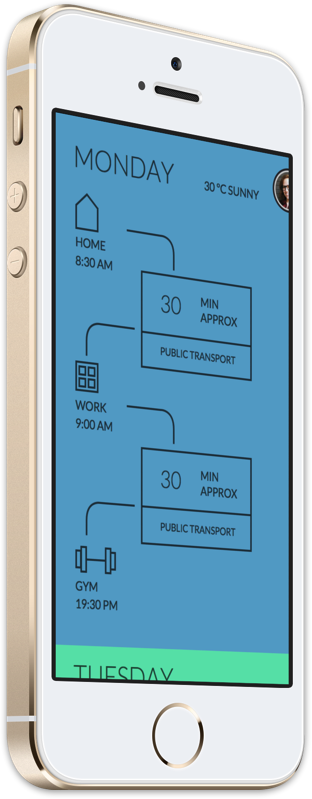 MONDAY
30 °C SUNNY
HOME
8:30 AM
30 MIN
APPROX
PUBLIC TRANSPORT
WORK
9:00 AM
30 MIN
APPROX
PUBLIC TRANSPORT
GYM
19:30 PM
TUESDAY